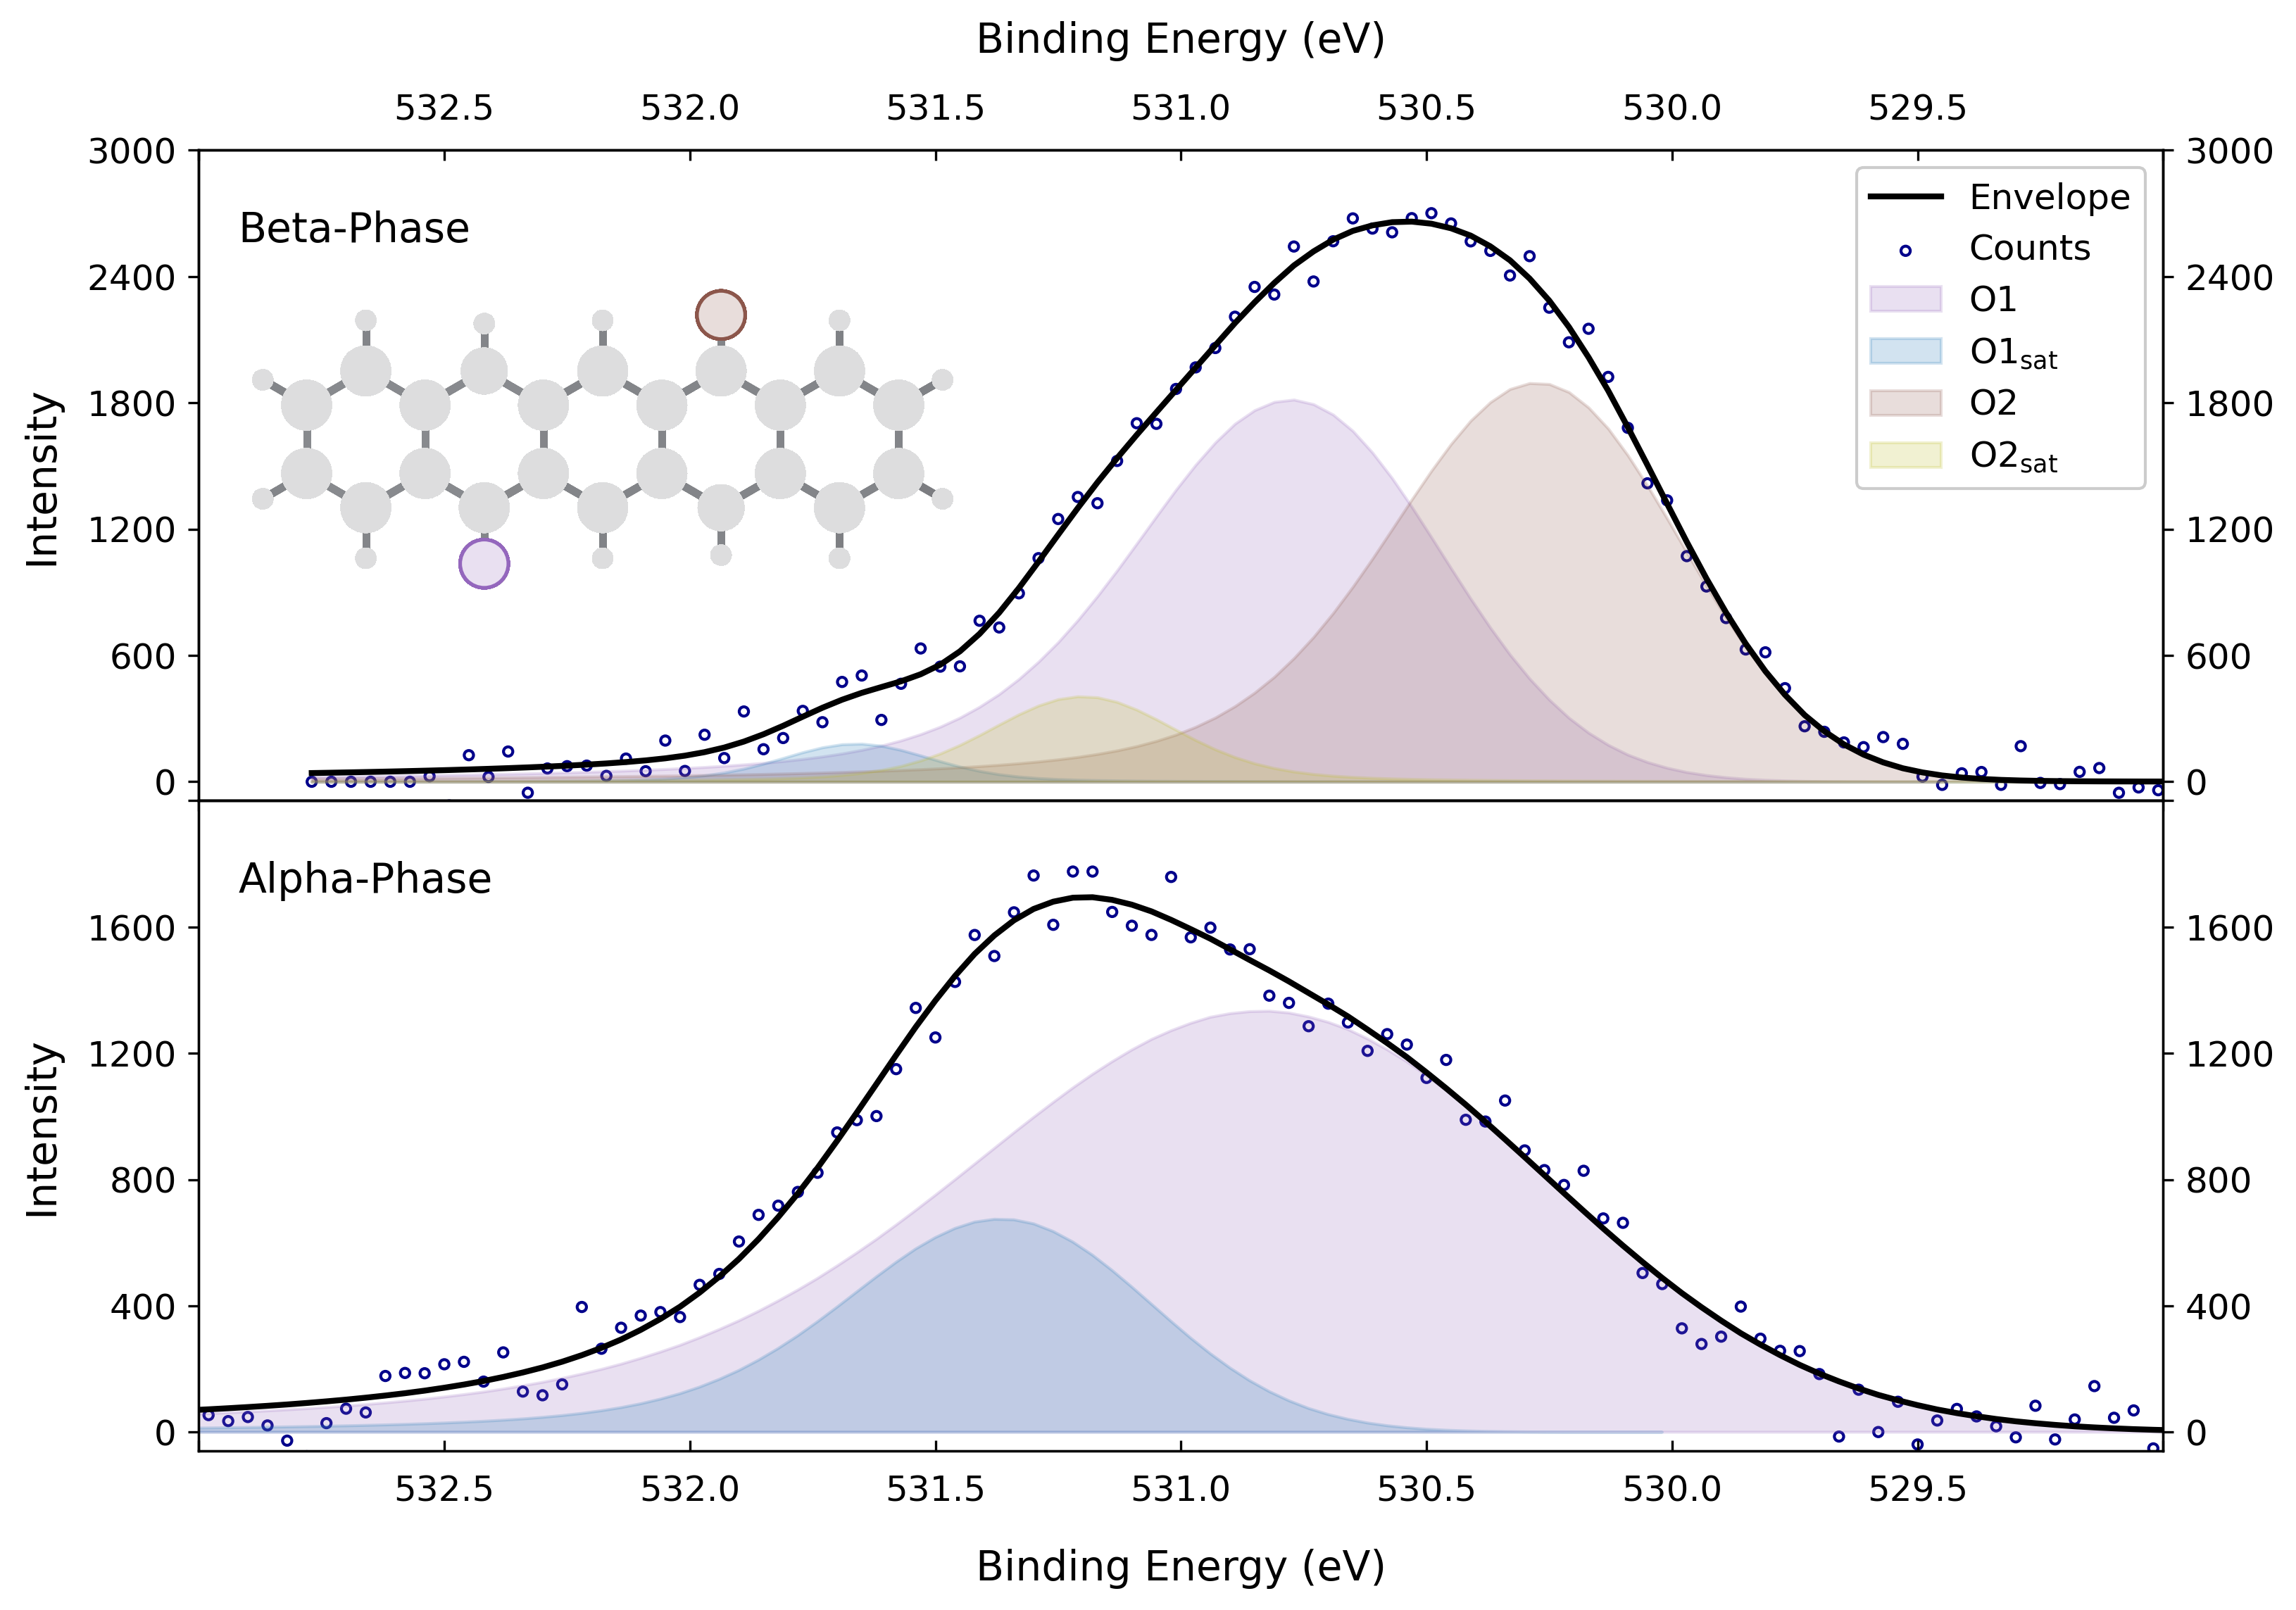 Binding Energy (eV)
532.5 532.0 531.5 531.0 530.5 530.0 529.5
Beta-Phase
Intensity
3000
2400
1800
1200
600
0
3000
2400
1800
1200
600
0
Envelope
Counts
O1
O1sat
O2
O2sat
Alpha-Phase
Intensity
1600
1200
800
400
0
1600
1200
800
400
0
532.5 532.0 531.5 531.0 530.5 530.0 529.5
Binding Energy (eV)